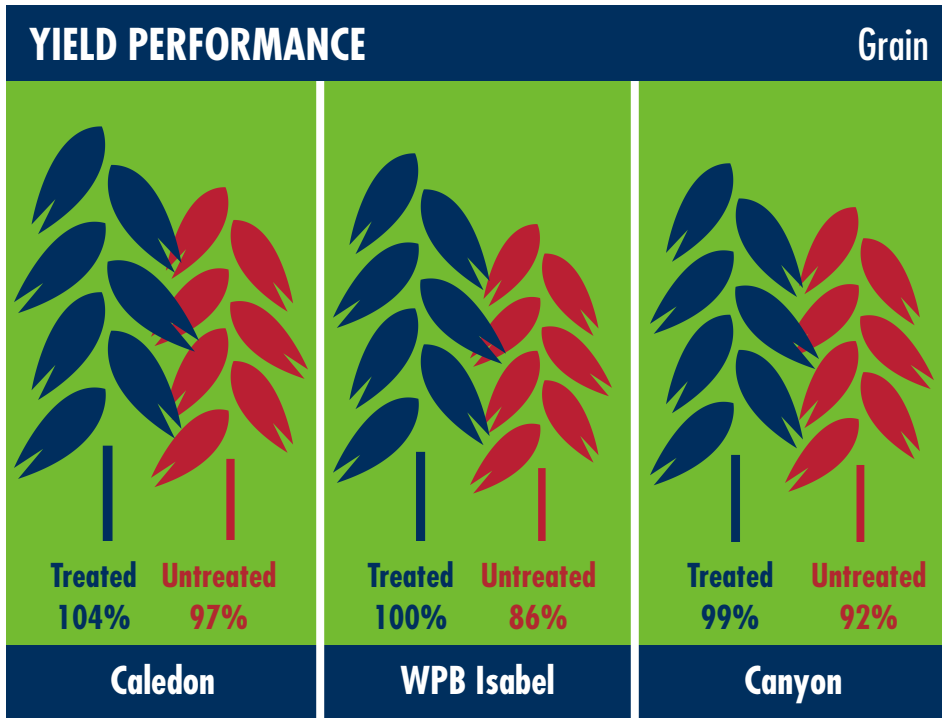 YIELD PERFORMANCE Grain
Treated Untreated
104% 97%
Caledon
Treated Untreated
100% 86%
WPB Isabel
Treated Untreated
99% 92%
Canyon